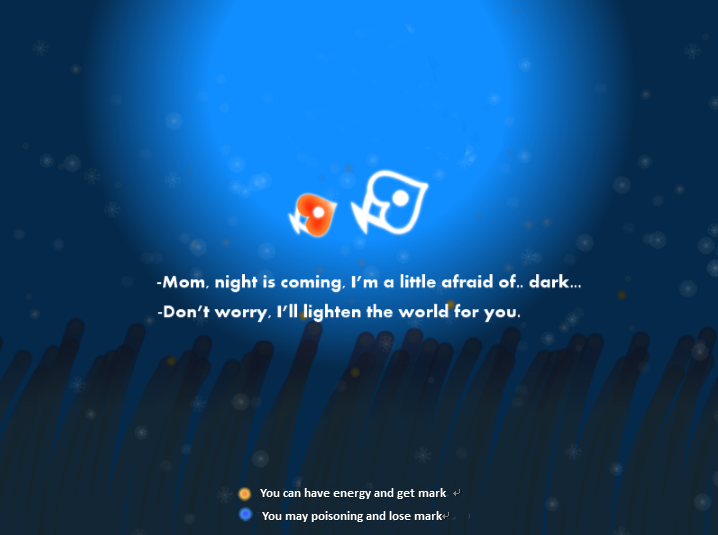 -Mom, night is coming, I'm a little afraid of.. dark...
-Don't worry, I'll lighten the world for you.
You can have energy and get mark
You may poisoning and lose mark